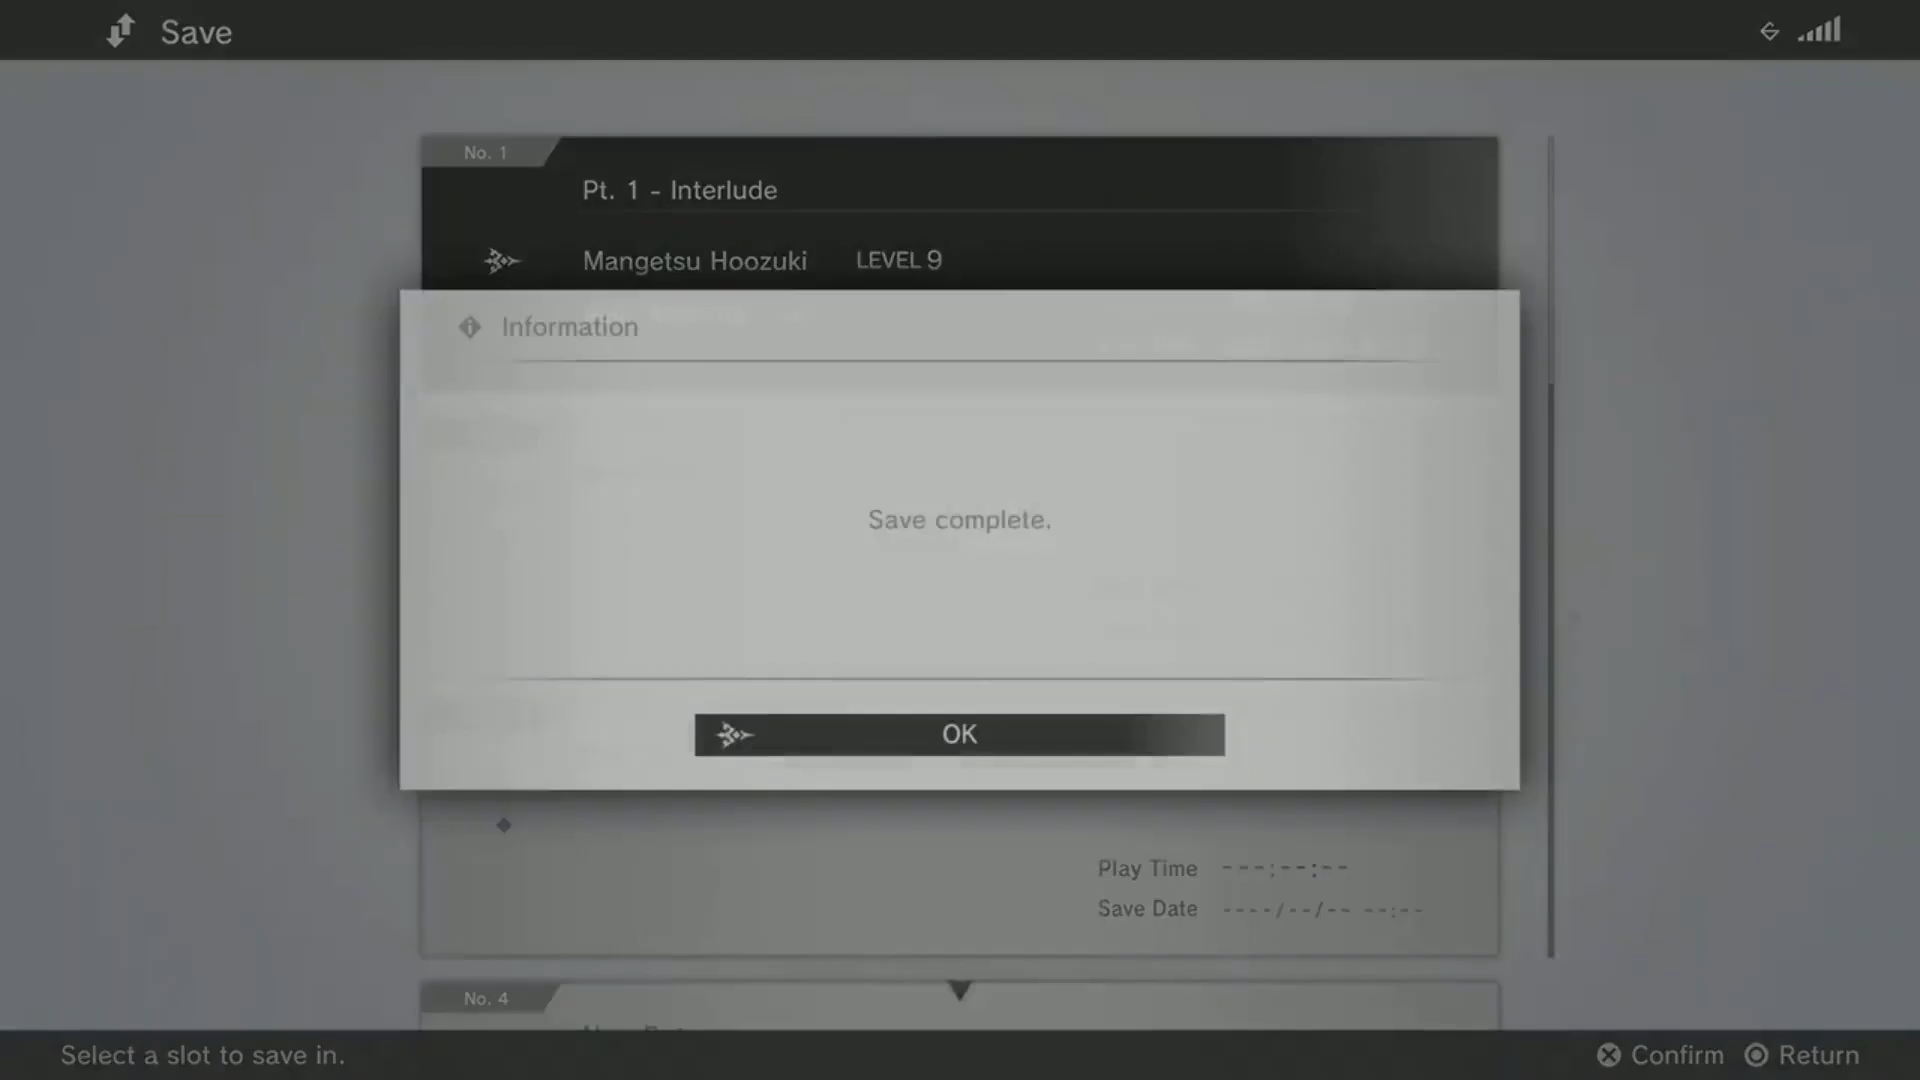 Save
No. 1
Pt. 1 - Interlude
Mangetsu Hoozuki LEVEL 9
Information
Save complete.
OK
Play Time ---:--:--
Save Date ----/--/-- --:--
No. 4
Select a slot to save in.
Confirm Return